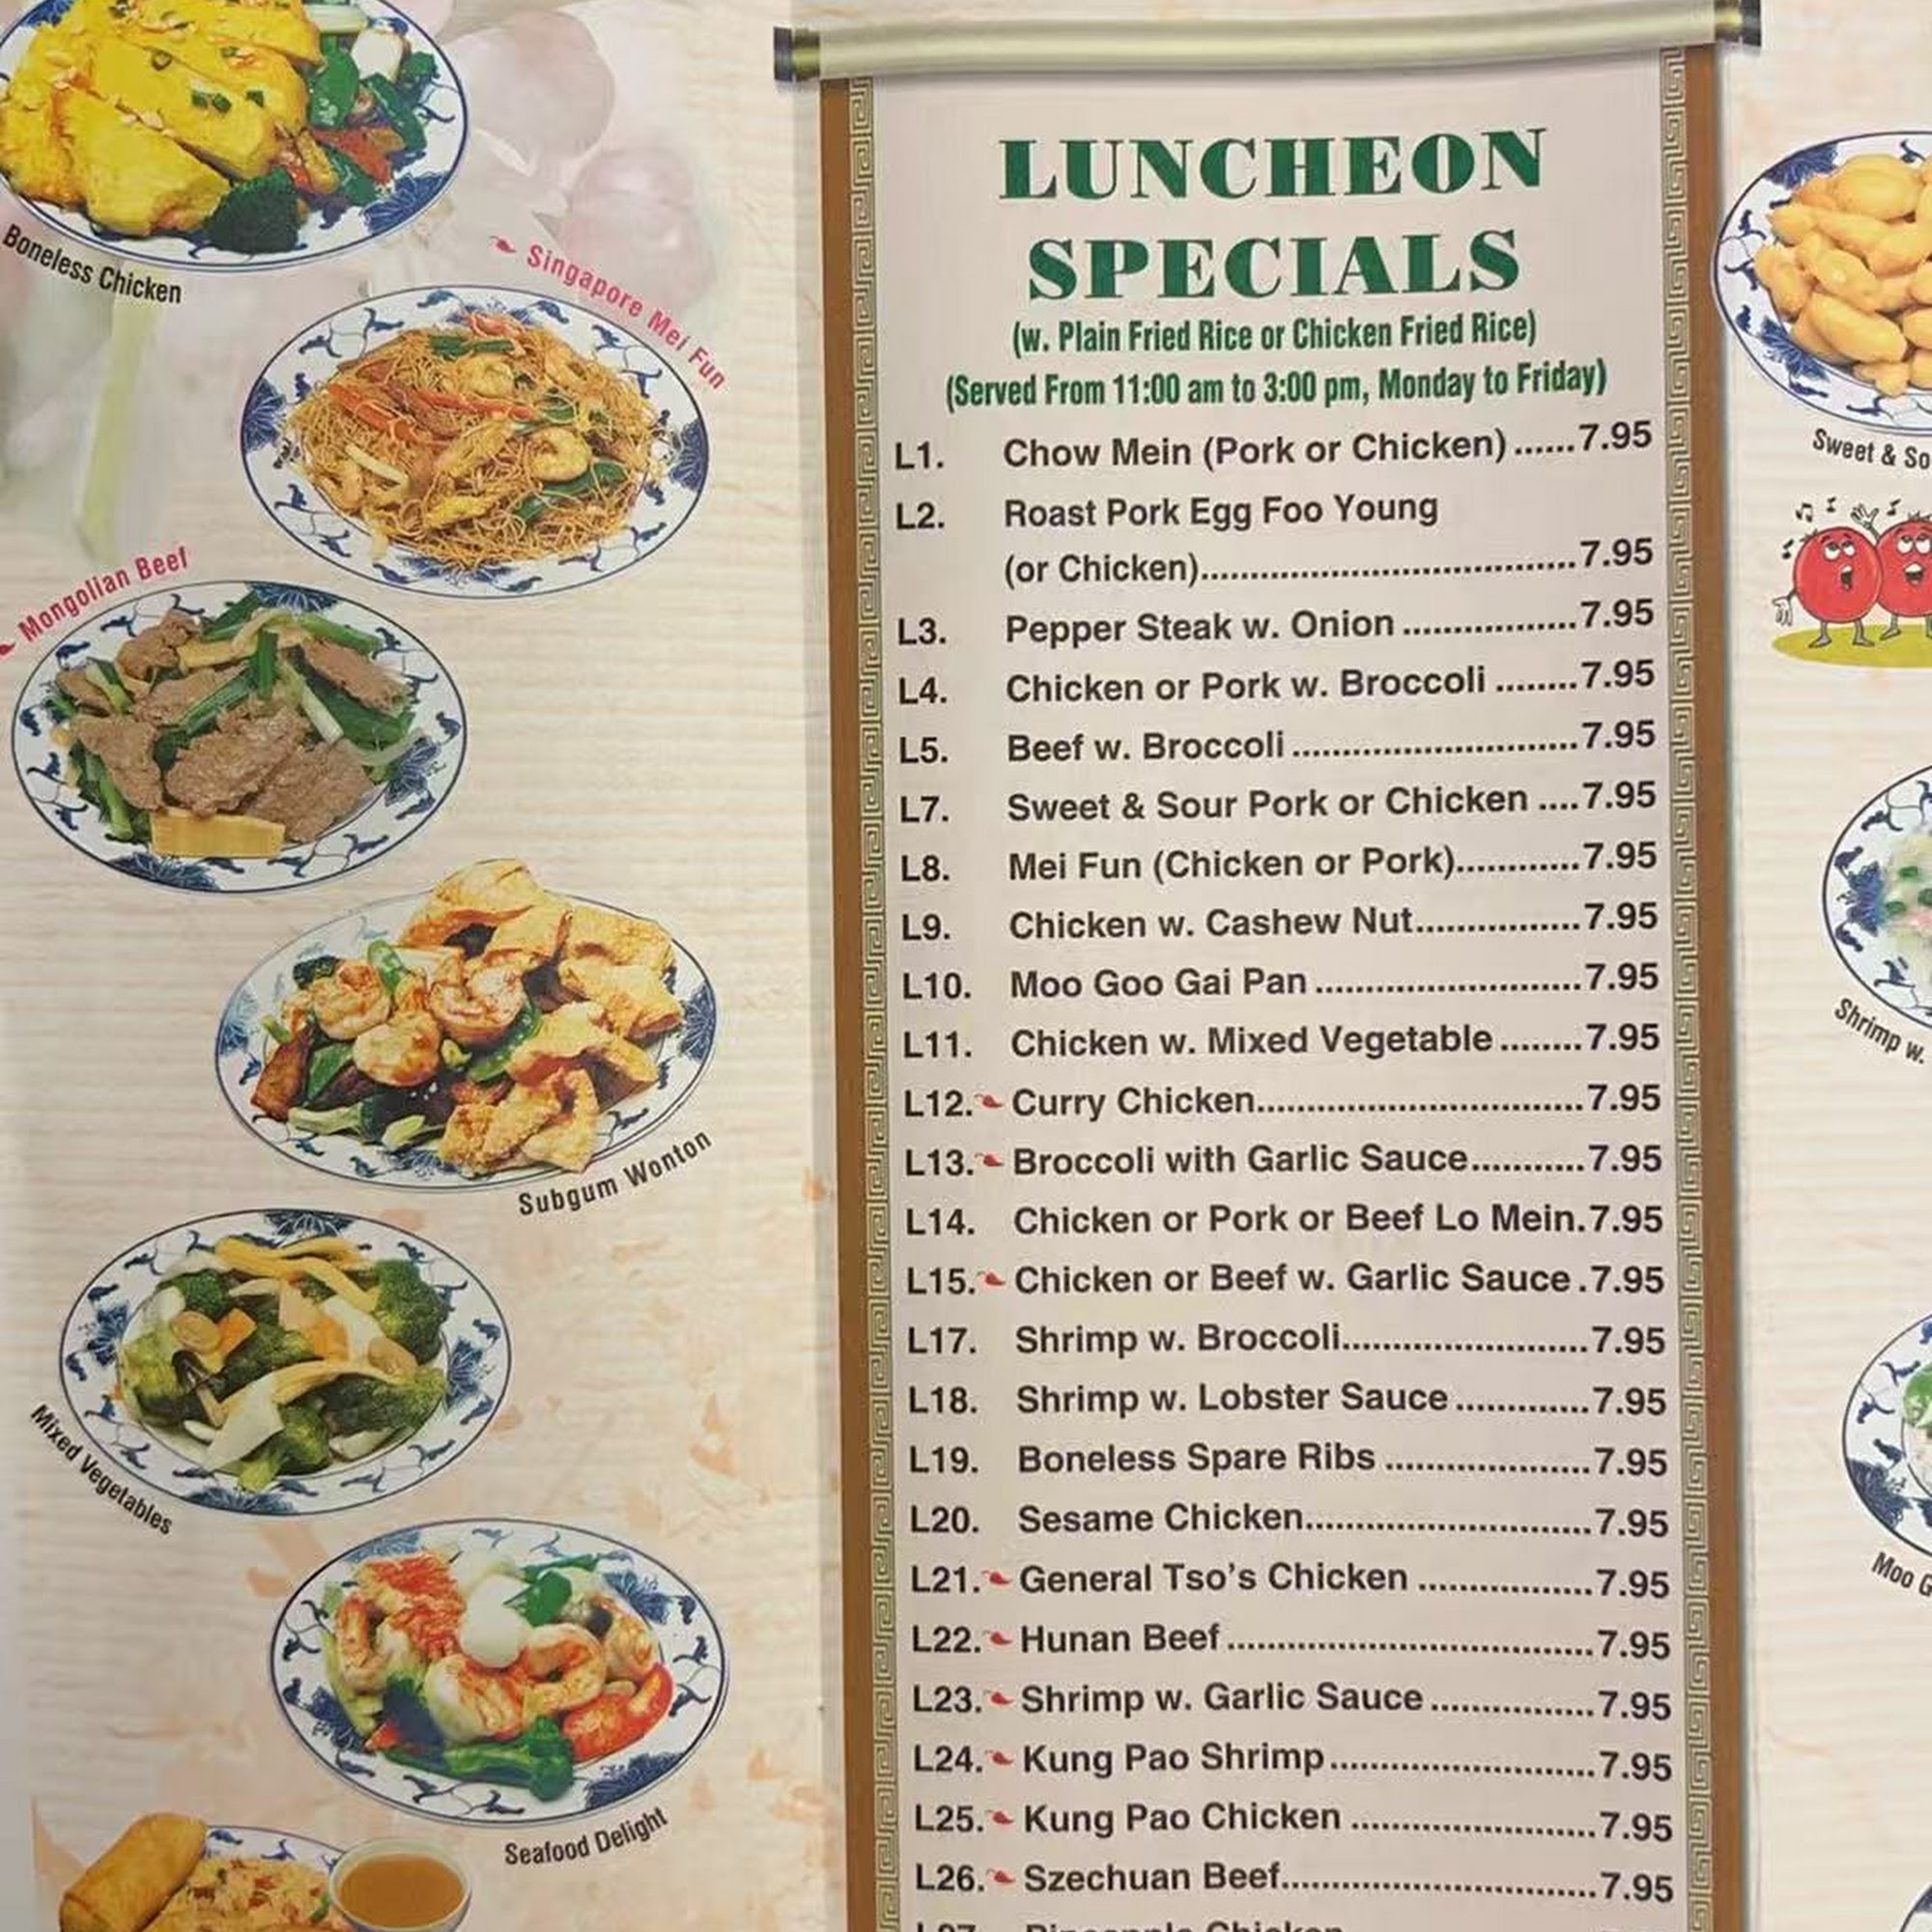 Boneless Chicken
Singapore Mei Fun
Mongolian Beef
Subgum Wonton
Mixed Vegetables
Seafood Delight
LUNCHEON
SPECIALS
(w. Plain Fried Rice or Chicken Fried Rice)
(Served From 11:00 am to 3:00 pm, Monday to Friday)
L1. Chow Mein (Pork or Chicken) ......7.95
L2. Roast Pork Egg Foo Young
(or Chicken).....................................7.95
L3. Pepper Steak w. Onion .................7.95
L4. Chicken or Pork w. Broccoli ........7.95
L5. Beef w. Broccoli ............................7.95
L7. Sweet & Sour Pork or Chicken ....7.95
L8. Mei Fun (Chicken or Pork)............7.95
L9. Chicken w. Cashew Nut................7.95
L10. Moo Goo Gai Pan ..........................7.95
L11. Chicken w. Mixed Vegetable ........7.95
L12. Curry Chicken................................7.95
L13. Broccoli with Garlic Sauce...........7.95
L14. Chicken or Pork or Beef Lo Mein.7.95
L15. Chicken or Beef w. Garlic Sauce .7.95
L17. Shrimp w. Broccoli........................7.95
L18. Shrimp w. Lobster Sauce .............7.95
L19. Boneless Spare Ribs ....................7.95
L20. Sesame Chicken............................7.95
L21. General Tso's Chicken .................7.95
L22. Hunan Beef....................................7.95
L23. Shrimp w. Garlic Sauce ................7.95
L24. Kung Pao Shrimp..........................7.95
L25. Kung Pao Chicken ........................7.95
L26. Szechuan Beef...............................7.95
Sweet & So
Shrimp w.
Moo G